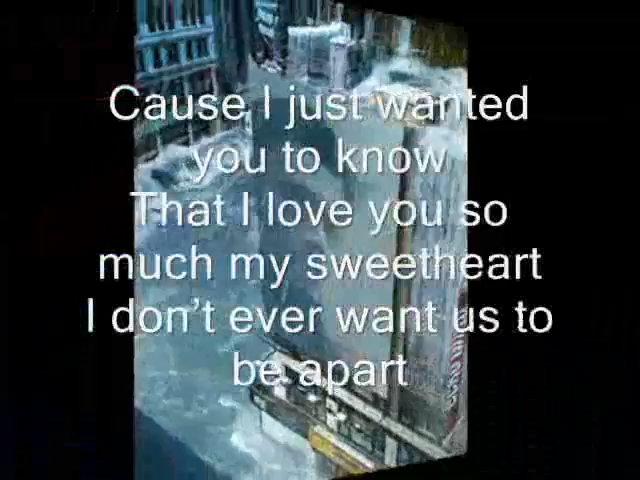 Cause I just wanted
you to know
That I love you so
much my sweetheart
I don't ever want us to
be apart